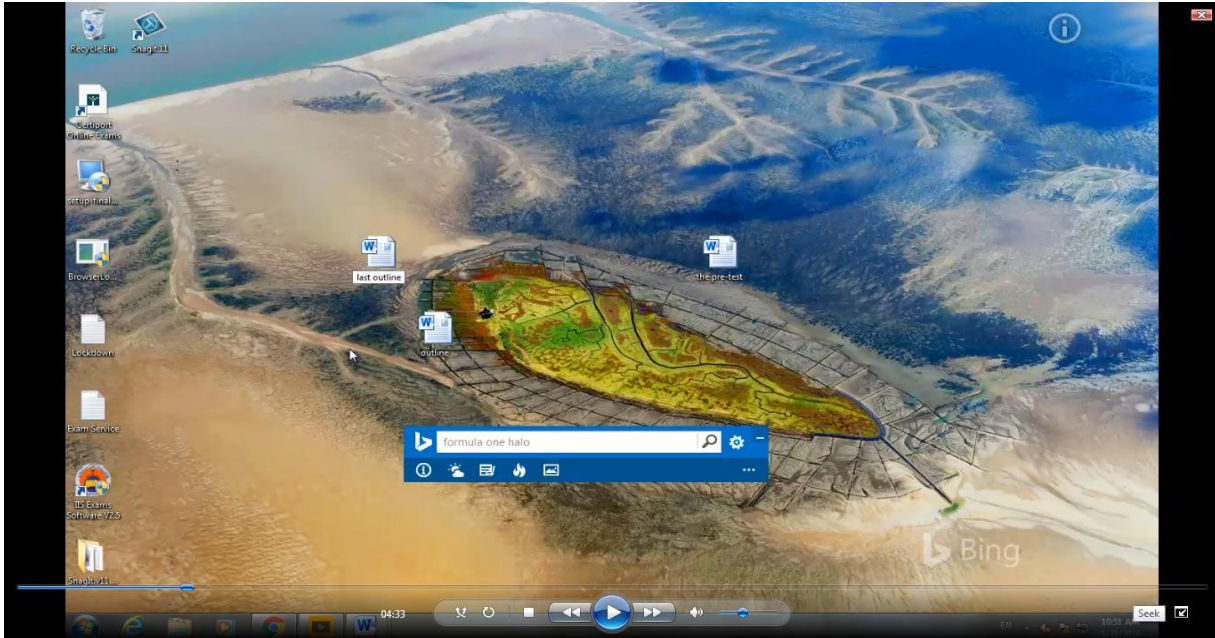 Recycle Bin
Snagit 11
Certiport
Online Exams
setup-final...
BrowserLo...
last outline
the pre-test
Lockdown
outline
Exam Service
formula one halo
IIS Exams
Software V2.5
Bing
Snagit.v11....
04:33
Seek
EN
10:51 AM